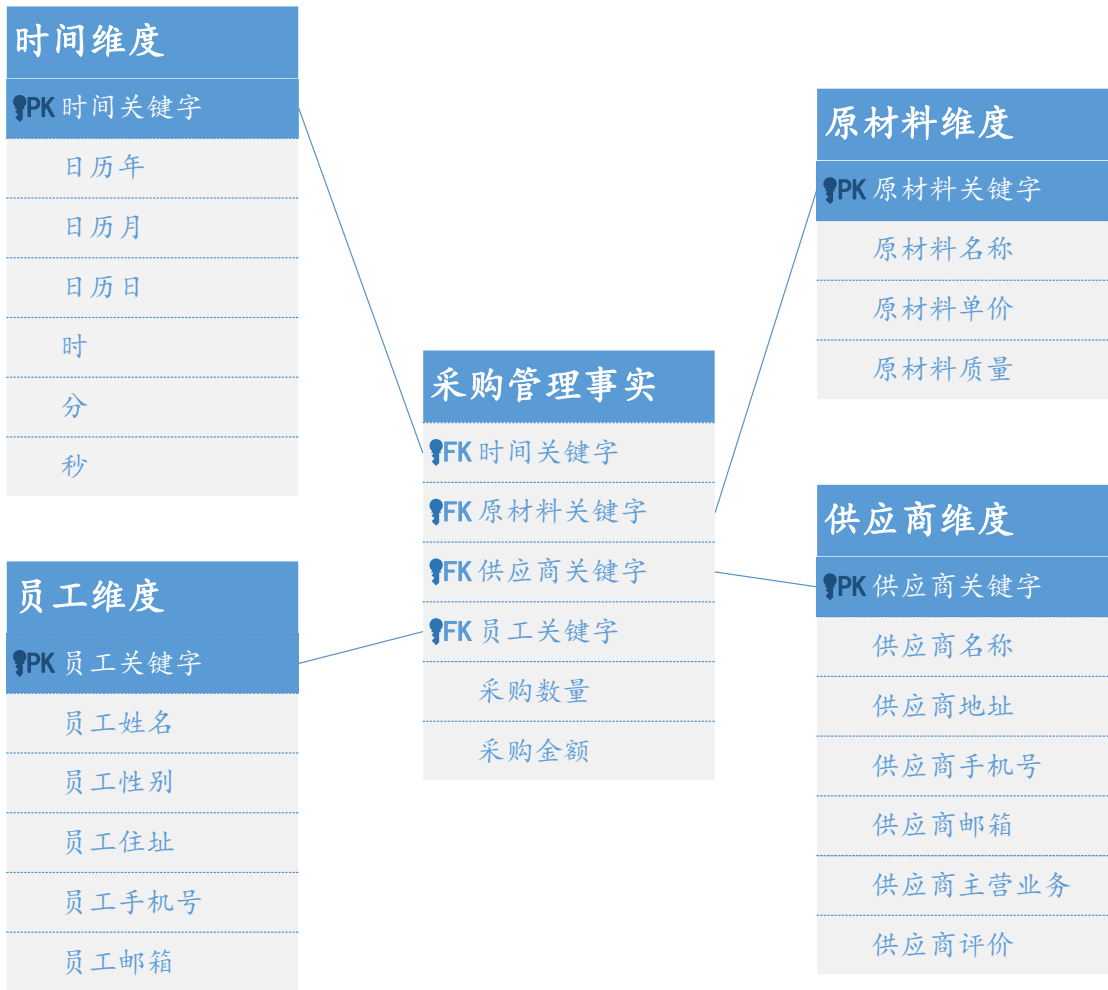 时间维度
PK 时间关键字
日历年
日历月
日历日
时
分
秒
员工维度
PK 员工关键字
员工姓名
员工性别
员工住址
员工手机号
员工邮箱
采购管理事实
FK 时间关键字
FK 原材料关键字
FK 供应商关键字
FK 员工关键字
采购数量
采购金额
原材料维度
PK 原材料关键字
原材料名称
原材料单价
原材料质量
供应商维度
PK 供应商关键字
供应商名称
供应商地址
供应商手机号
供应商邮箱
供应商主营业务
供应商评价